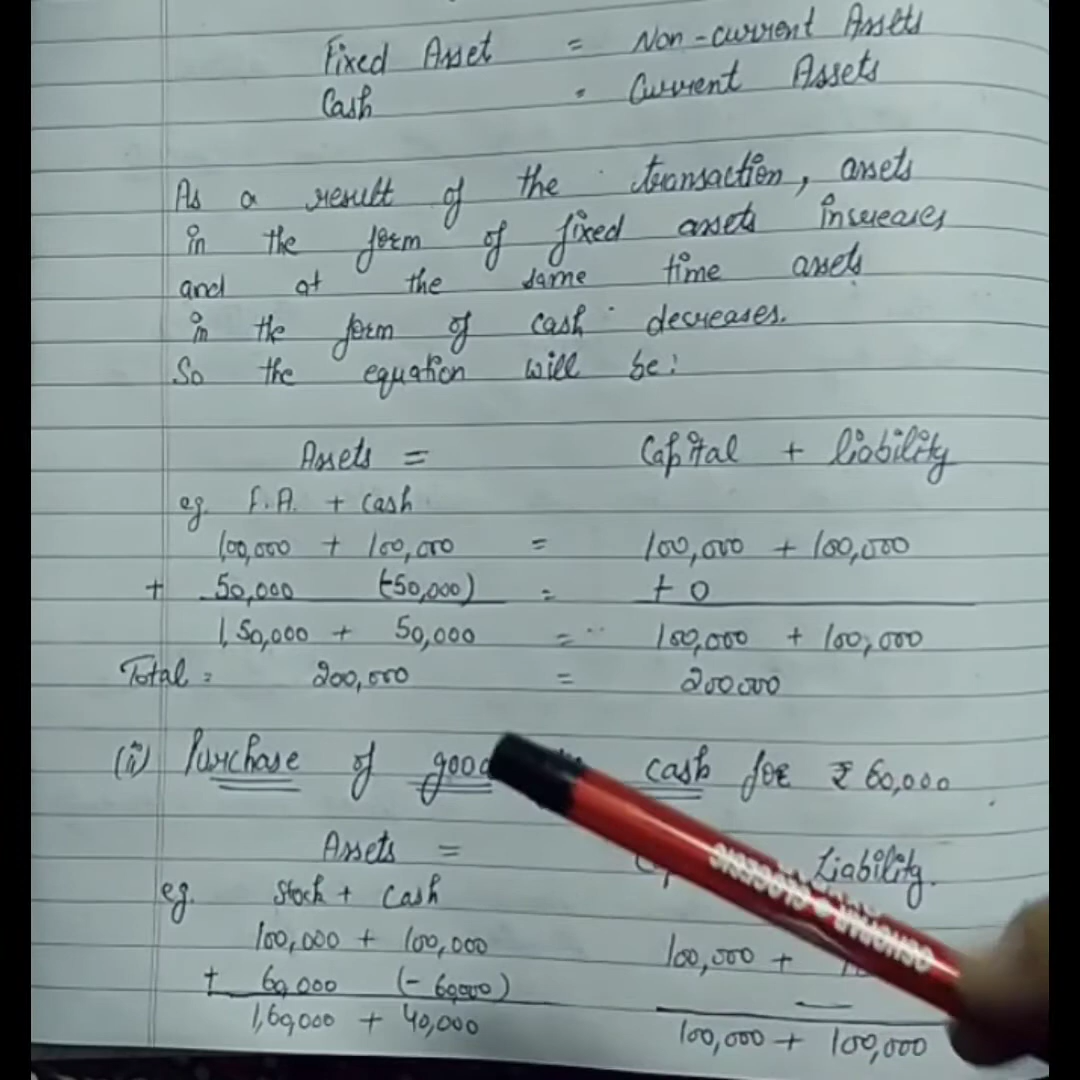 Fixed Asset = Non-current Assets
Cash = Current Assets
As a result of the transaction, assets
in the form of fixed assets increases
and at the same time assets
in the form of cash decreases.
So the equation will be:
Assets = Capital + liability
eg. F.A. + Cash
100,000 + 100,000 = 100,000 + 100,000
+ 50,000 (-50,000) = + 0
1,50,000 + 50,000 = 100,000 + 100,000
Total = 200,000 = 200000
(ii) Purchase of good cash for ₹ 60,000
Assets = Liability.
eg. Stock + Cash
100,000 + 100,000 100,000 +
+ 60,000 (- 60,000) —
1,60,000 + 40,000 100,000 + 100,000